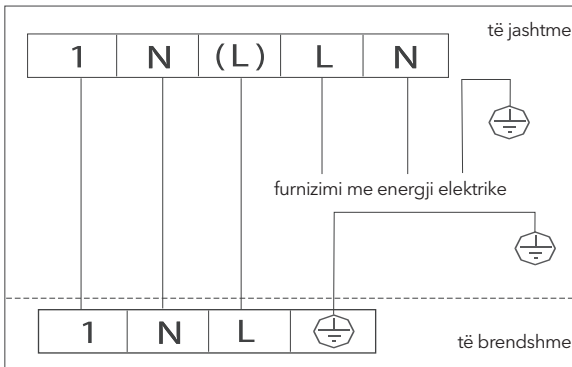 të jashtme
1 N (L) L N
furnizimi me energji elektrike
1 N L
të brendshme